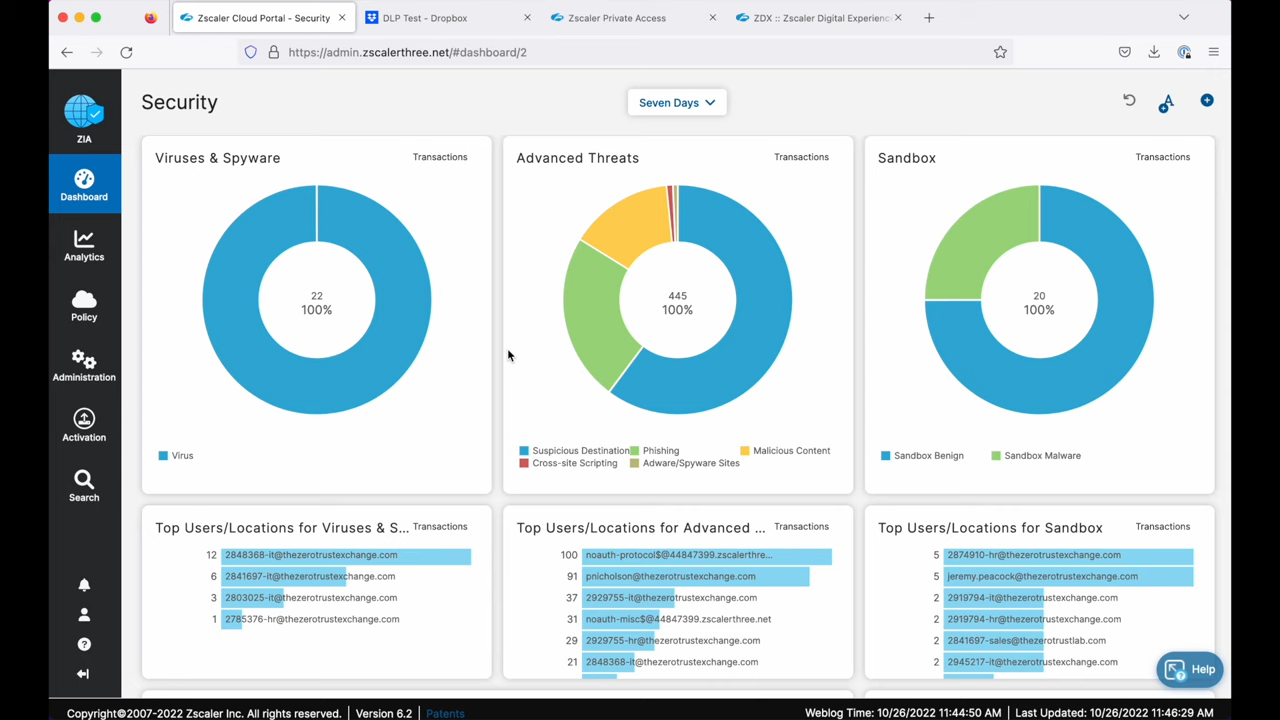 Zscaler Cloud Portal - Security
DLP Test - Dropbox
Zscaler Private Access
ZDX :: Zscaler Digital Experienc
https://admin.zscalerthree.net/#dashboard/2
ZIA
Dashboard
Analytics
Policy
Administration
Activation
Search
Security
Seven Days
Viruses & Spyware
Transactions
22
100%
Virus
Advanced Threats
Transactions
445
100%
Suspicious Destination
Phishing
Malicious Content
Cross-site Scripting
Adware/Spyware Sites
Sandbox
Transactions
20
100%
Sandbox Benign
Sandbox Malware
Top Users/Locations for Viruses & S...
Transactions
12 2848368-it@thezerotrustexchange.com
6 2841697-it@thezerotrustexchange.com
3 2803025-it@thezerotrustexchange.com
1 2785376-hr@thezerotrustexchange.com
Top Users/Locations for Advanced ...
Transactions
100 noauth-protocol$@44847399.zscalerthre...
91 pnicholson@thezerotrustexchange.com
37 2929755-it@thezerotrustexchange.com
31 noauth-misc$@44847399.zscalerthree.net
29 2929755-hr@thezerotrustexchange.com
21 2848368-it@thezerotrustexchange.com
Top Users/Locations for Sandbox
Transactions
5 2874910-hr@thezerotrustexchange.com
5 jeremy.peacock@thezerotrustexchange.com
2 2919794-it@thezerotrustexchange.com
2 2919794-hr@thezerotrustexchange.com
2 2841697-sales@thezerotrustlab.com
2 2945217-it@thezerotrustexchange.com
Help
Copyright©2007-2022 Zscaler Inc. All rights reserved. | Version 6.2 | Patents
Weblog Time: 10/26/2022 11:44:50 AM | Last Updated: 10/26/2022 11:46:29 AM